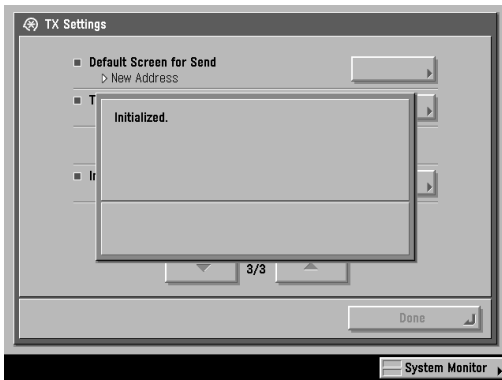 TX Settings
Default Screen for Send
New Address
T
Initialized.
In
3/3
Done
System Monitor